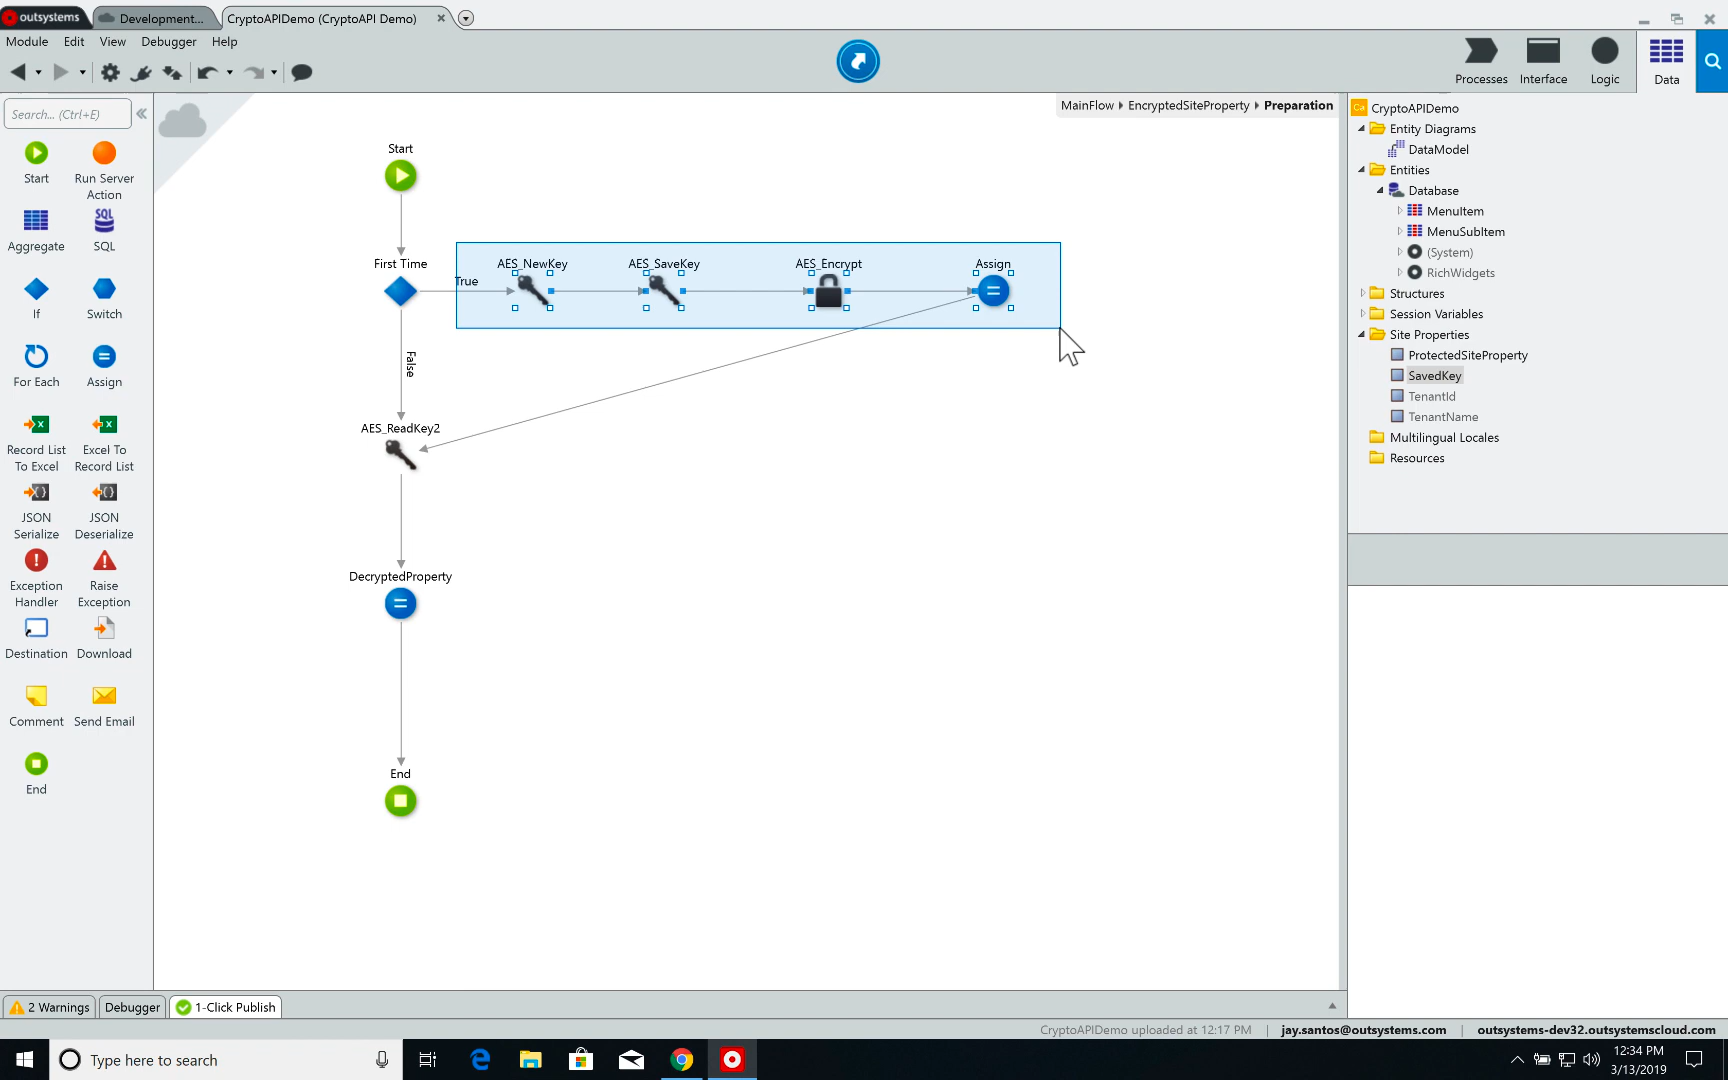 outsystems
Development...
CryptoAPIDemo (CryptoAPI Demo)
Module Edit View Debugger Help
Processes Interface Logic Data
Search... (Ctrl+E)
MainFlow EncryptedSiteProperty Preparation
Start
Run Server
Action
Aggregate
SQL
If
Switch
For Each
Assign
Record List
To Excel
Excel To
Record List
JSON
Serialize
JSON
Deserialize
Exception
Handler
Raise
Exception
Destination
Download
Comment
Send Email
End
Start
First Time
True
AES_NewKey
AES_SaveKey
AES_Encrypt
Assign
False
AES_ReadKey2
DecryptedProperty
End
Ca CryptoAPIDemo
Entity Diagrams
DataModel
Entities
Database
MenuItem
MenuSubItem
(System)
RichWidgets
Structures
Session Variables
Site Properties
ProtectedSiteProperty
SavedKey
TenantId
TenantName
Multilingual Locales
Resources
2 Warnings Debugger 1-Click Publish
CryptoAPIDemo uploaded at 12:17 PM | jay.santos@outsystems.com | outsystems-dev32.outsystemscloud.com
Type here to search
12:34 PM
3/13/2019